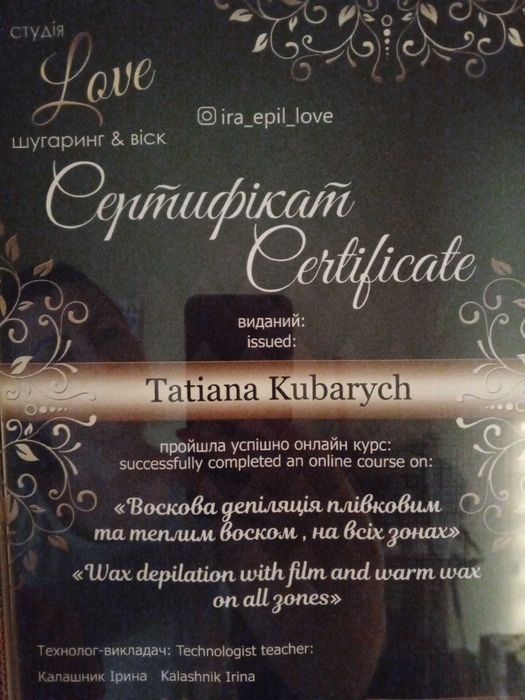 студія
Love
шугаринг & віск
ira_epil_love
Сертифікат
Certificate
виданий:
issued:
Tatiana Kubarych
пройшла успішно онлайн курс:
successfully completed an online course on:
«Воскова депіляція плівковим
та теплим воском , на всіх зонах»
«Wax depilation with film and warm wax
on all zones»
Технолог-викладач: Technologist teacher:
Калашник Ірина Kalashnik Irina